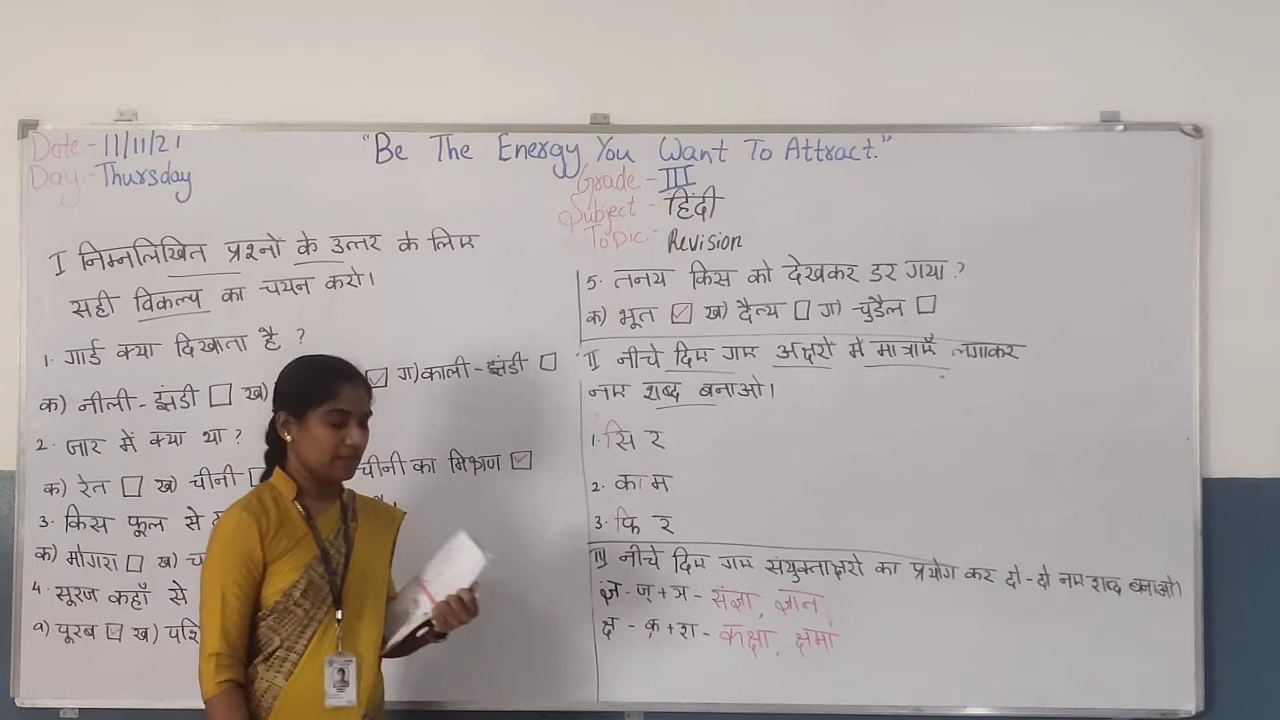 Date:- 11/11/21
Day:- Thursday
"Be The Energy You Want To Attract."
Grade:- III
Subject - हिंदी
Topic:- Revision
I निम्नलिखित प्रश्नों के उत्तर के लिए
सही विकल्प का चयन करो।
1. गार्ड क्या दिखाता है ?
क) नीली - झंडी ☐ ख) ☑ ग) काली - झंडी ☐
2. जार में क्या था ?
क) रेत ☐ ख) चीनी चीनी का मिश्रण ☑
3. किस फूल से
क) मोगरा ☐ ख)
4. सूरज कहाँ से
a) पूरब ☑ ख)
5. तनय किस को देखकर डर गया ?
क) भूत ☑ ख) दैत्य ☐ ग) चुडैल ☐
II नीचे दिए गए अक्षरो में मात्राएँ लगाकर
नए शब्द बनाओ।
1. सि र
2. का म
3. फि र
III नीचे दिए गए संयुक्ताक्षरो का प्रयोग कर दो - दो नए शब्द बनाओ।
ज्ञ - ज् + ञ - संज्ञा, ज्ञान
क्ष - क् + श - कक्षा, क्षमा